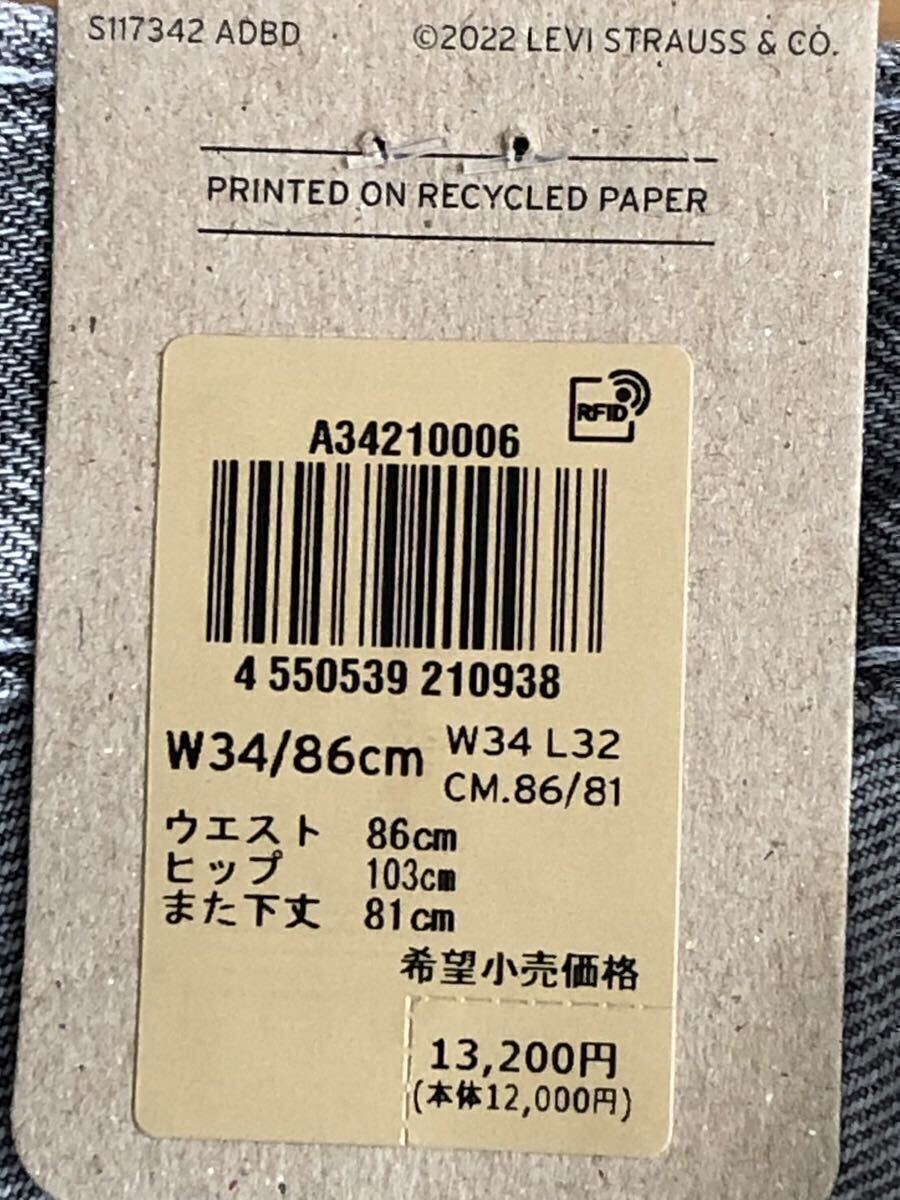 S117342 ADBD
©2022 LEVI STRAUSS & CO.
PRINTED ON RECYCLED PAPER
RFID
A34210006
4 550539 210938
W34/86cm
W34 L32
CM.86/81
ウエスト 86cm
ヒップ 103cm
また下丈 81cm
希望小売価格
13,200円
(本体12,000円)